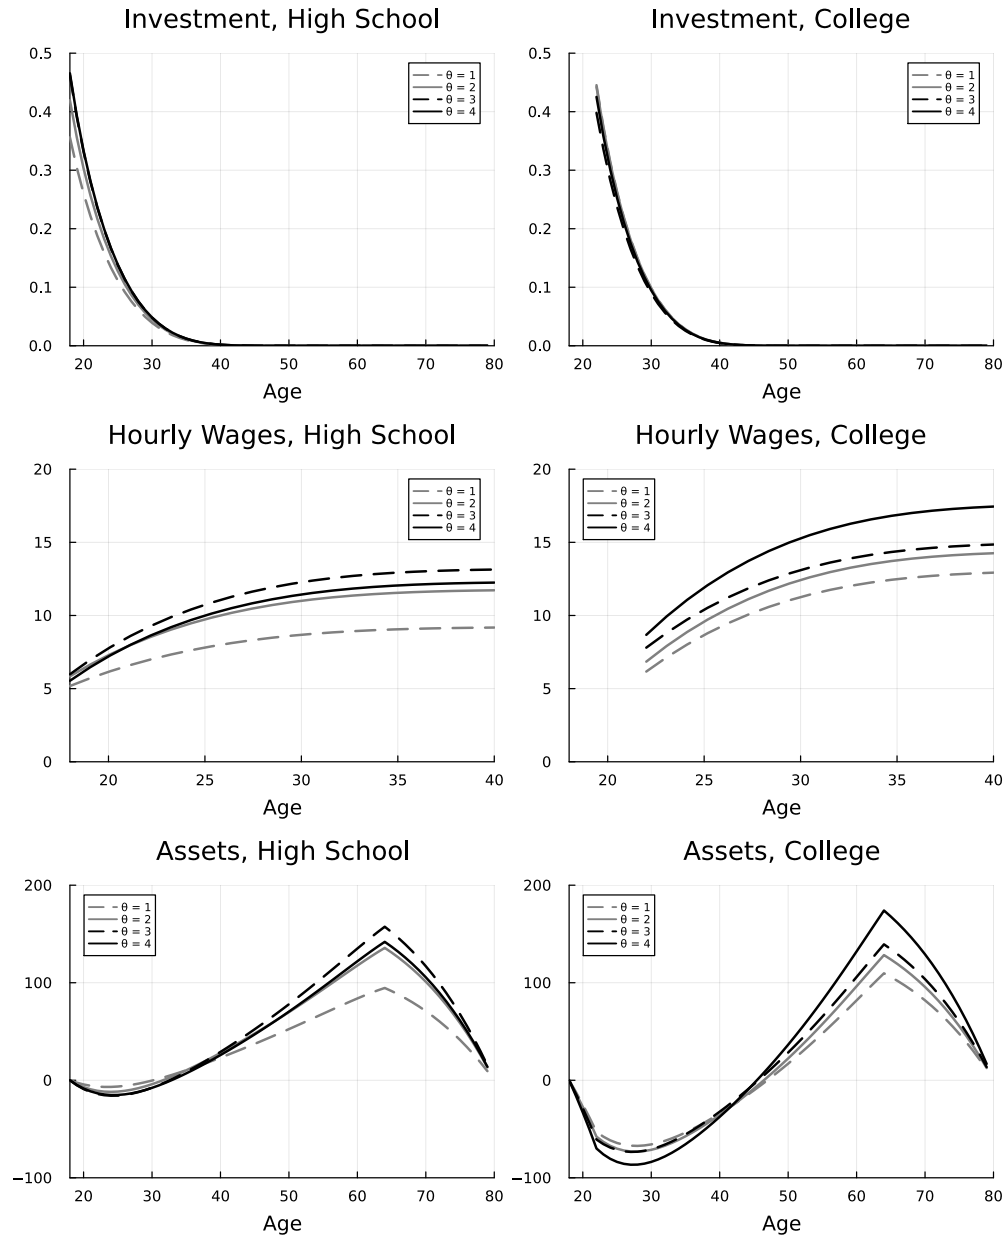 Investment, High School
0.5
0.4
0.3
0.2
0.1
0.0
θ = 1
θ = 2
θ = 3
θ = 4
20 30 40 50 60 70 80
Age
Investment, College
0.5
0.4
0.3
0.2
0.1
0.0
θ = 1
θ = 2
θ = 3
θ = 4
20 30 40 50 60 70 80
Age
Hourly Wages, High School
20
15
10
5
0
θ = 1
θ = 2
θ = 3
θ = 4
20 25 30 35 40
Age
Hourly Wages, College
20
15
10
5
0
θ = 1
θ = 2
θ = 3
θ = 4
20 25 30 35 40
Age
Assets, High School
200
100
0
−100
θ = 1
θ = 2
θ = 3
θ = 4
20 30 40 50 60 70 80
Age
Assets, College
200
100
0
−100
θ = 1
θ = 2
θ = 3
θ = 4
20 30 40 50 60 70 80
Age